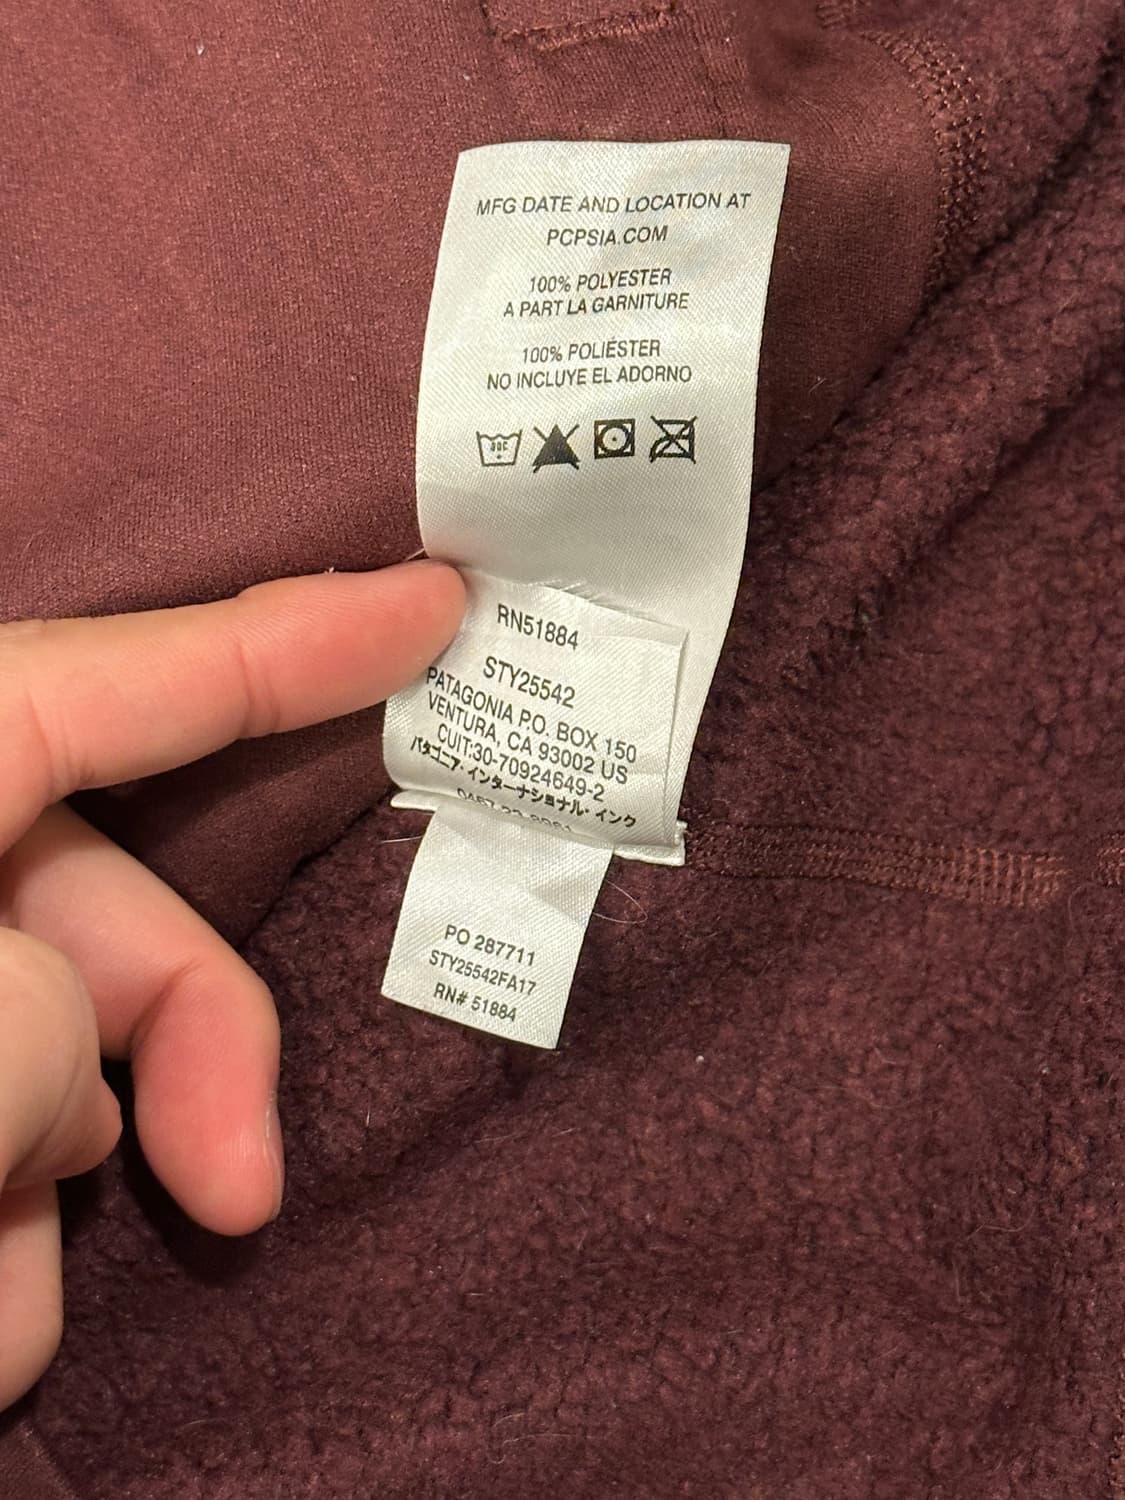 MFG DATE AND LOCATION AT
PCPSIA.COM
100% POLYESTER
A PART LA GARNITURE
100% POLIÉSTER
NO INCLUYE EL ADORNO
RN51884
STY25542
PATAGONIA P.O. BOX 150
VENTURA, CA 93002 US
CUIT:30-70924649-2
パタゴニア・インターナショナル・インク
PO 287711
STY25542FA17
RN# 51884